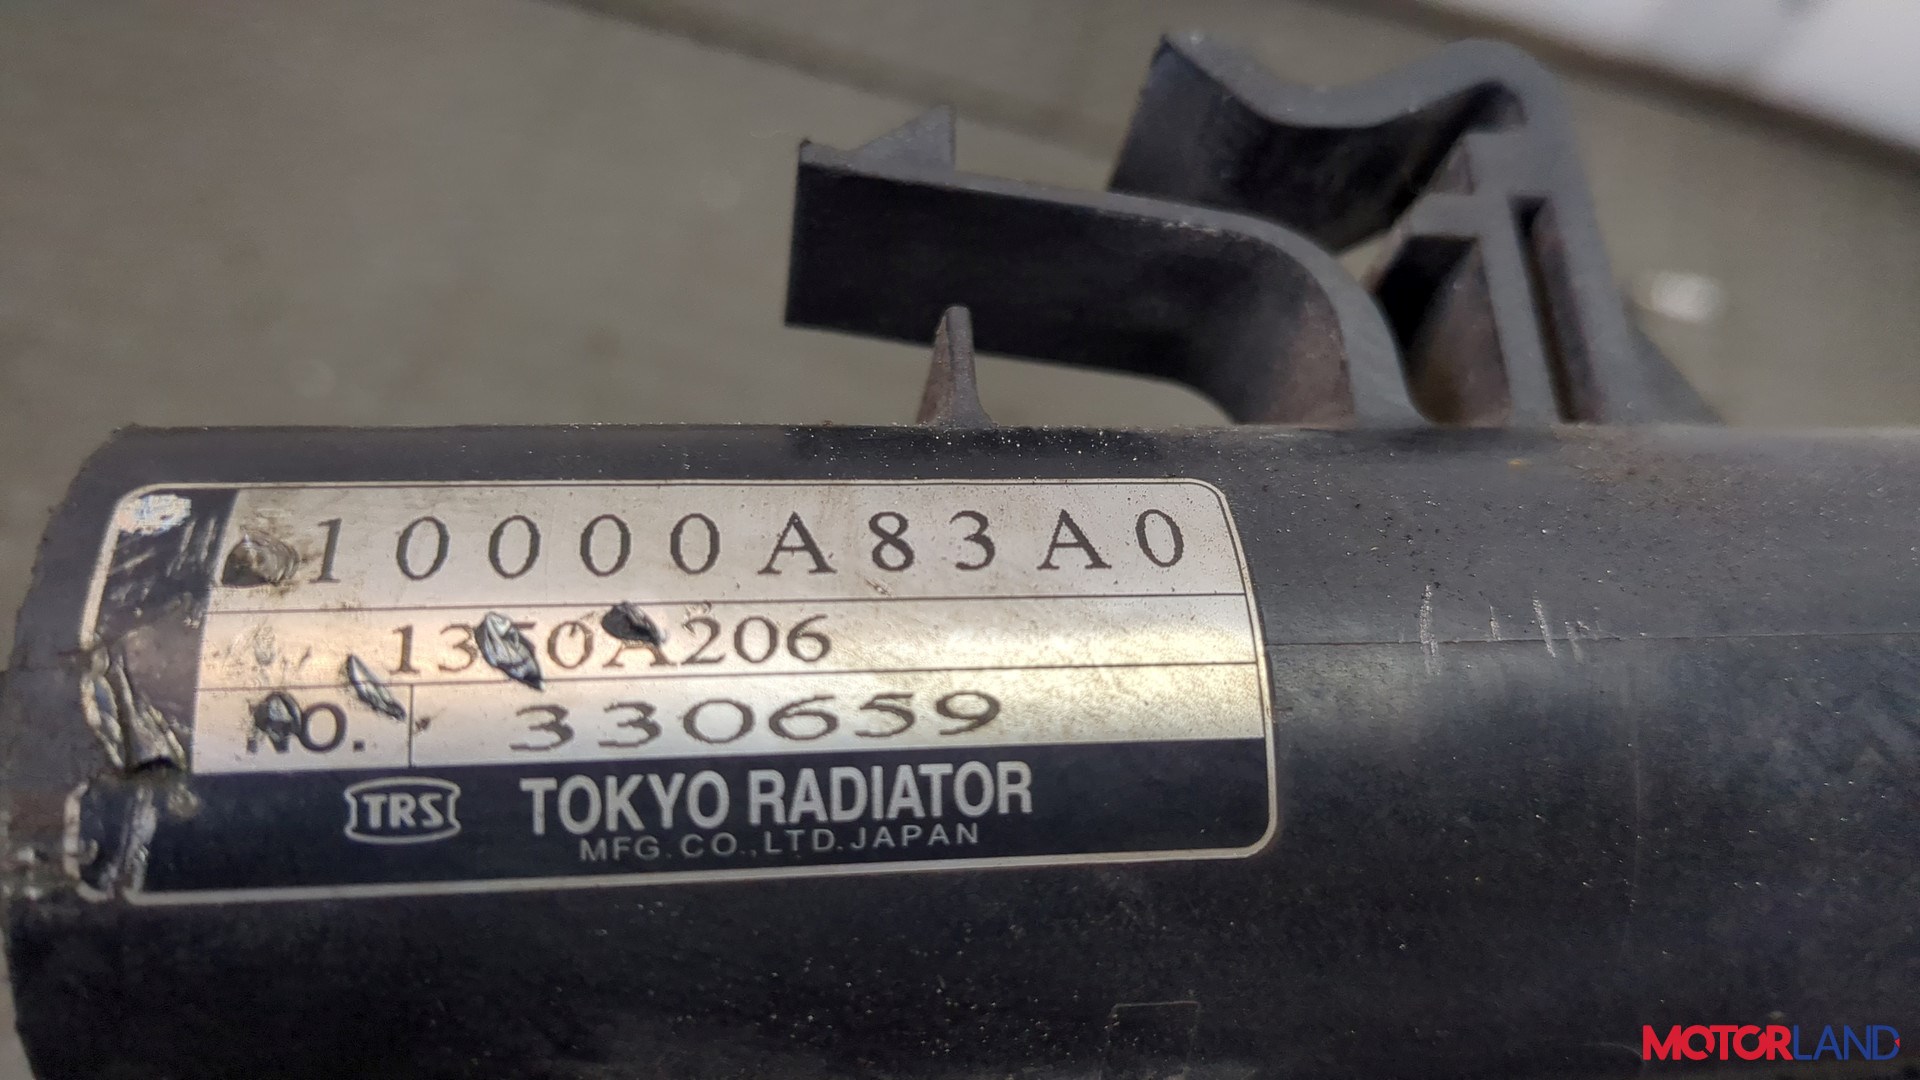 10000A83A0
1350A206
NO. 330659
TRS TOKYO RADIATOR
MFG. CO., LTD. JAPAN
MOTORLAND